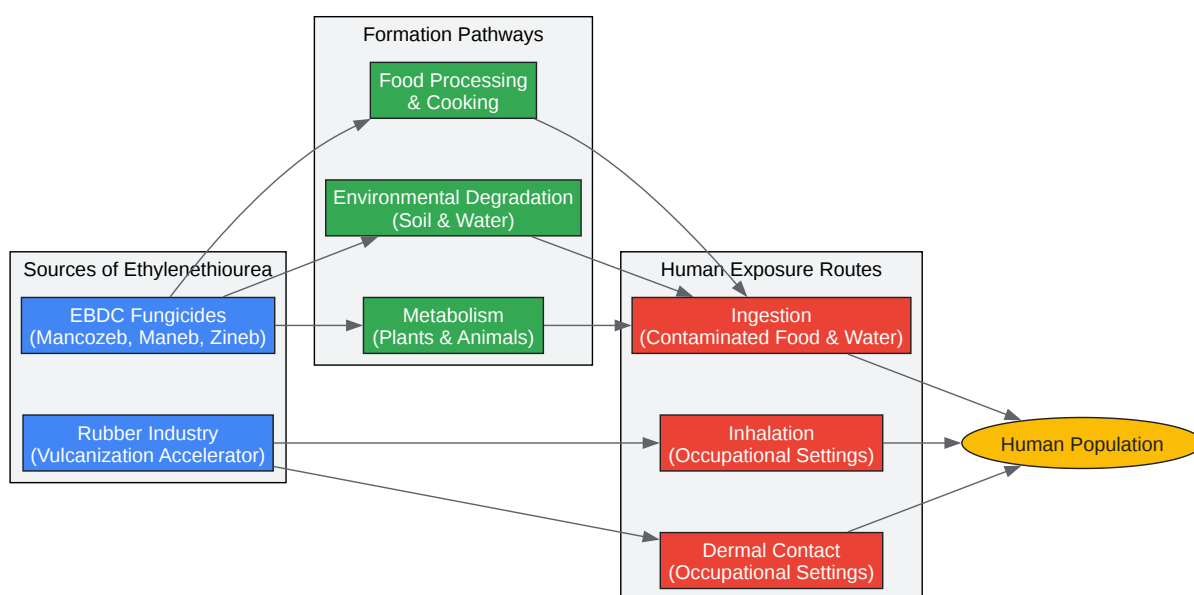 Formation Pathways
Food Processing
& Cooking
Environmental Degradation
(Soil & Water)
Metabolism
(Plants & Animals)
Sources of Ethylenethiourea
EBDC Fungicides
(Mancozeb, Maneb, Zineb)
Rubber Industry
(Vulcanization Accelerator)
Human Exposure Routes
Ingestion
(Contaminated Food & Water)
Inhalation
(Occupational Settings)
Dermal Contact
(Occupational Settings)
Human Population